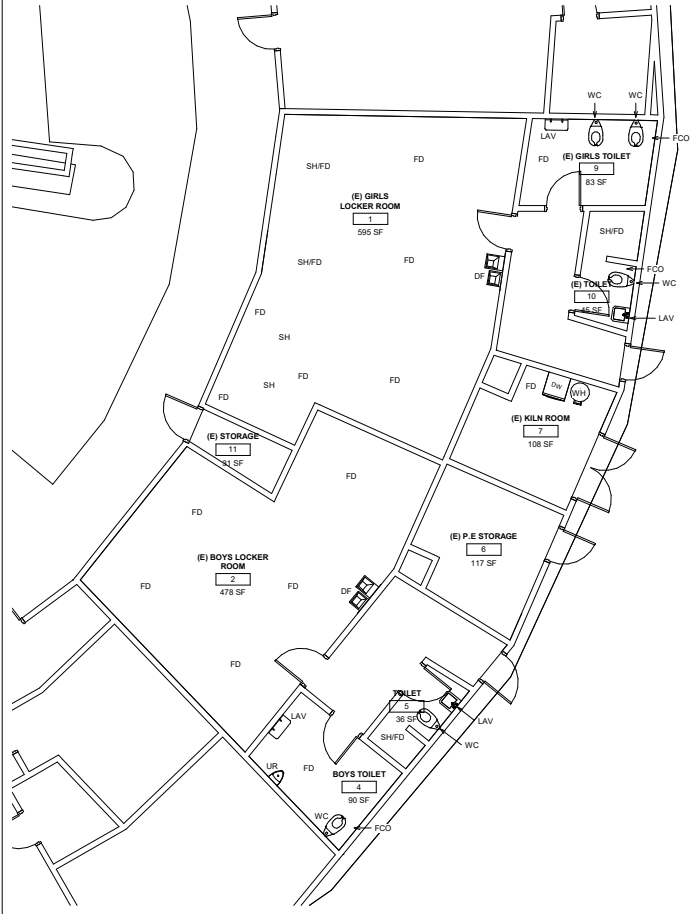 WC
WC
LAV
FCO
FD
SH/FD
FD
(E) GIRLS TOILET
9
83 SF
(E) GIRLS
LOCKER ROOM
1
595 SF
SH/FD
SH/FD
FD
DF
FCO
WC
(E) TOILET
10
45 SF
LAV
FD
SH
FD
FD
SH
FD
FD
DW
WH
(E) KILN ROOM
7
108 SF
(E) STORAGE
11
31 SF
FD
FD
(E) P.E STORAGE
6
117 SF
(E) BOYS LOCKER
ROOM
2
478 SF
FD
FD
DF
FD
TOILET
5
36 SF
LAV
LAV
SH/FD
WC
UR
FD
BOYS TOILET
4
90 SF
WC
FCO